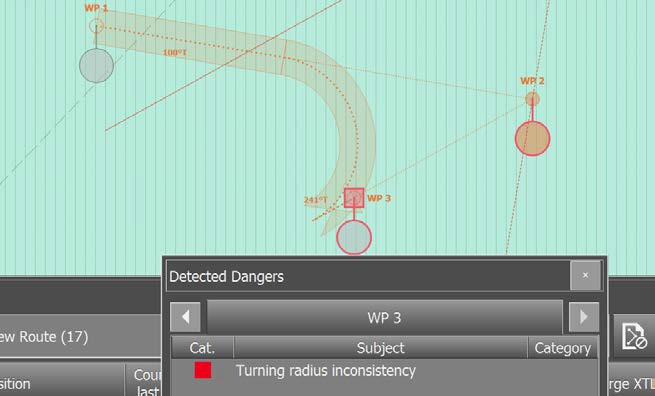 WP 1
100°T
WP 2
241°T
WP 3
Detected Dangers
WP 3
ew Route (17)
Cat.
Subject
Category
Turning radius inconsistency
sition
Cou
last
rge XTL